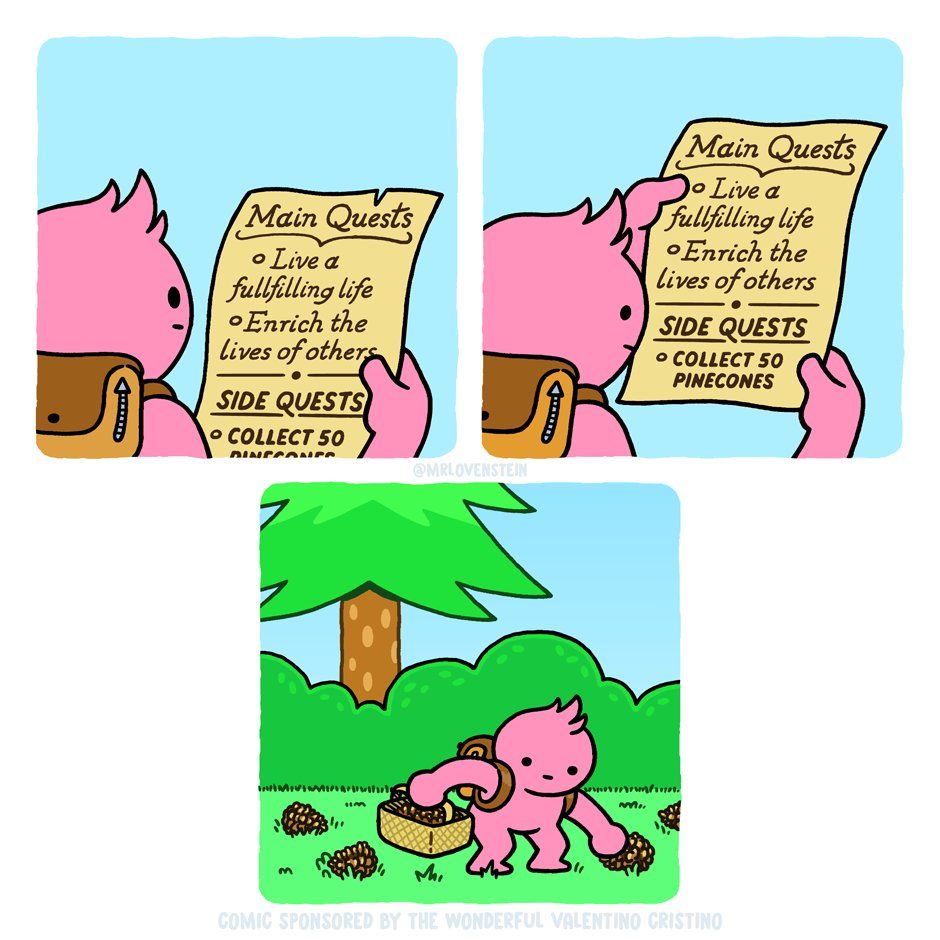 Main Quests
Live a
fullfilling life
Enrich the
lives of others
SIDE QUESTS
COLLECT 50
PINECONES
Main Quests
Live a
fullfilling life
Enrich the
lives of others
SIDE QUESTS
COLLECT 50
PINECONES
@MRLOVENSTEIN
COMIC SPONSORED BY THE WONDERFUL VALENTINO CRISTINO